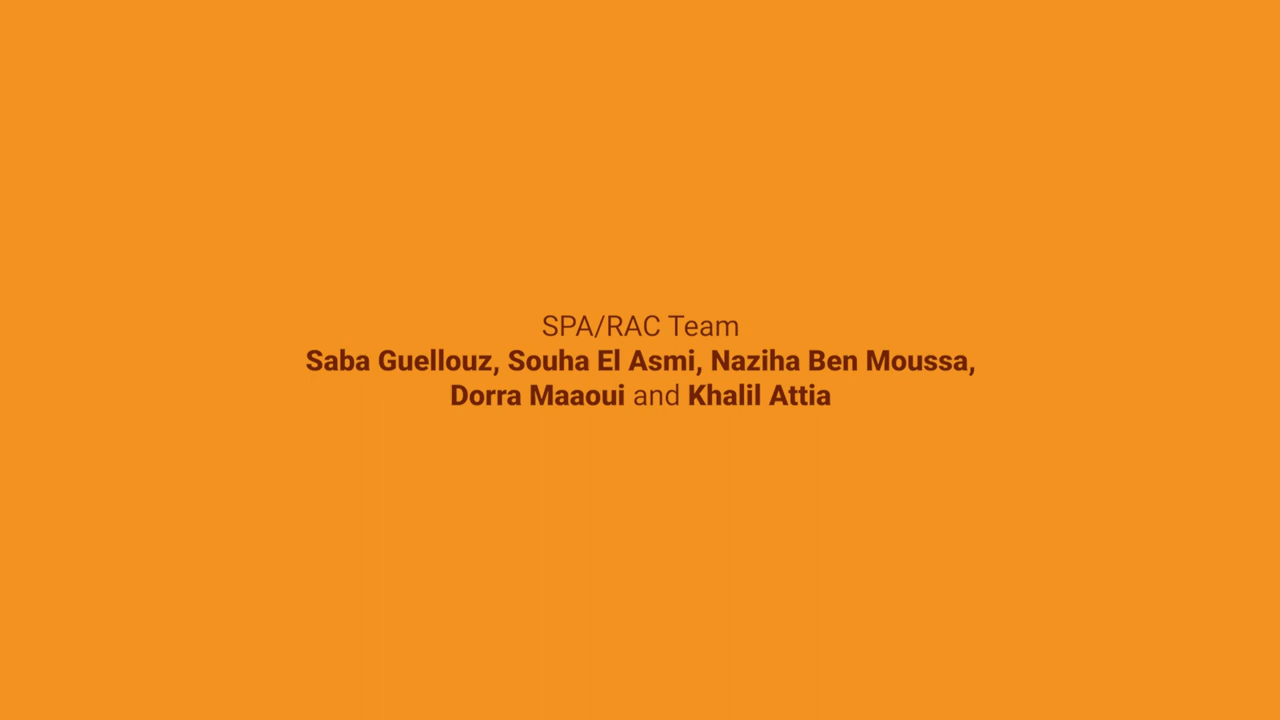 SPA/RAC Team
Saba Guellouz, Souha El Asmi, Naziha Ben Moussa,
Dorra Maaoui and Khalil Attia